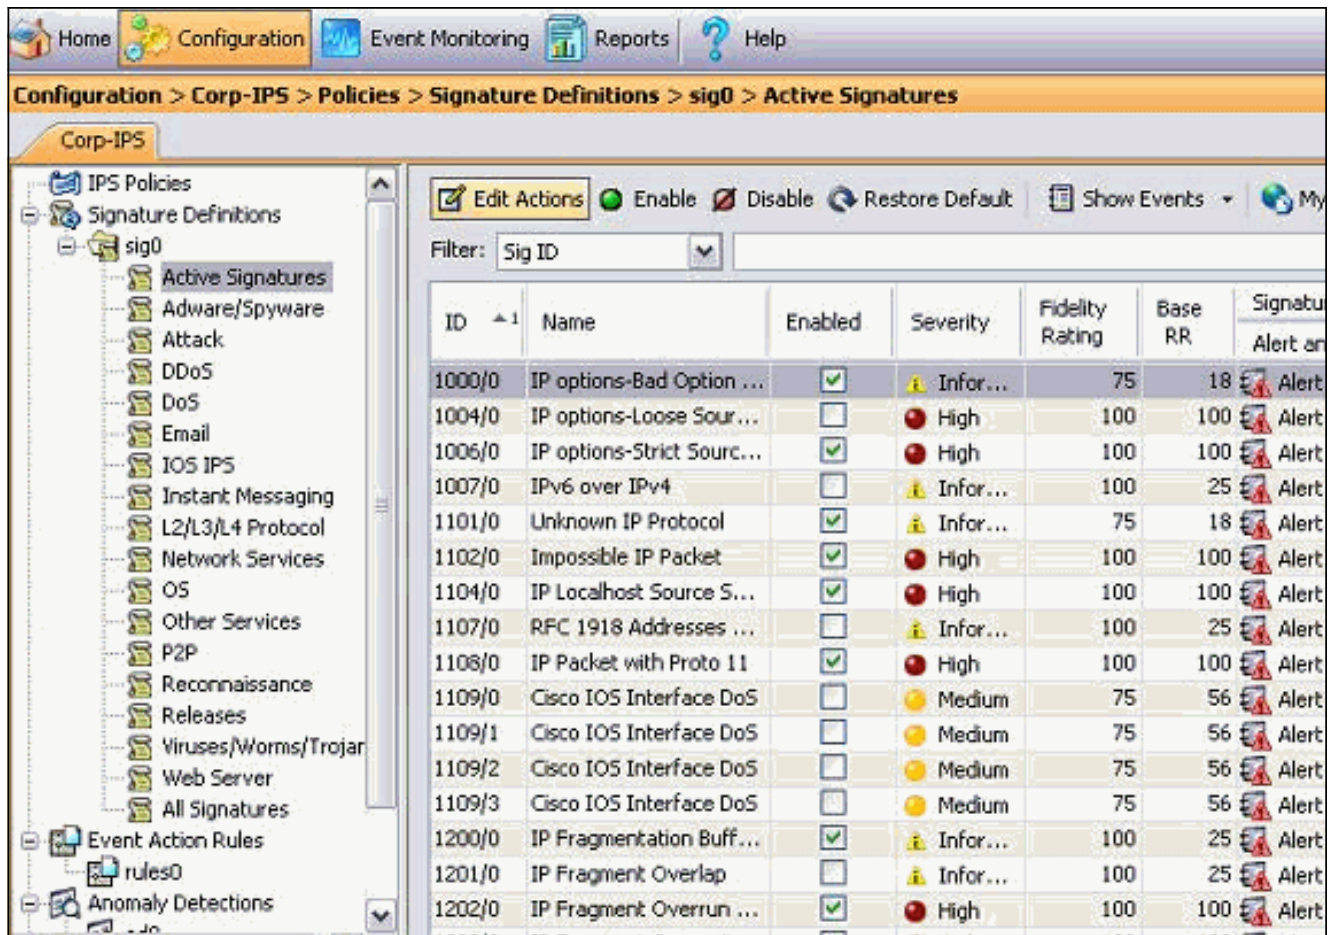 Home Configuration Event Monitoring Reports Help
Configuration > Corp-IPS > Policies > Signature Definitions > sig0 > Active Signatures
Corp-IPS
IPS Policies
Signature Definitions
sig0
Active Signatures
Adware/Spyware
Attack
DDoS
DoS
Email
IOS IPS
Instant Messaging
L2/L3/L4 Protocol
Network Services
OS
Other Services
P2P
Reconnaissance
Releases
Viruses/Worms/Trojar
Web Server
All Signatures
Event Action Rules
rules0
Anomaly Detections
Edit Actions Enable Disable Restore Default Show Events My
Filter: Sig ID
ID 1 Name Enabled Severity Fidelity Rating Base RR Signatur
Alert an
1000/0 IP options-Bad Option ... Infor... 75 18 Alert
1004/0 IP options-Loose Sour... High 100 100 Alert
1006/0 IP options-Strict Sourc... High 100 100 Alert
1007/0 IPv6 over IPv4 Infor... 100 25 Alert
1101/0 Unknown IP Protocol Infor... 75 18 Alert
1102/0 Impossible IP Packet High 100 100 Alert
1104/0 IP Localhost Source S... High 100 100 Alert
1107/0 RFC 1918 Addresses ... Infor... 100 25 Alert
1108/0 IP Packet with Proto 11 High 100 100 Alert
1109/0 Cisco IOS Interface DoS Medium 75 56 Alert
1109/1 Cisco IOS Interface DoS Medium 75 56 Alert
1109/2 Cisco IOS Interface DoS Medium 75 56 Alert
1109/3 Cisco IOS Interface DoS Medium 75 56 Alert
1200/0 IP Fragmentation Buff... Infor... 100 25 Alert
1201/0 IP Fragment Overlap Infor... 100 25 Alert
1202/0 IP Fragment Overrun ... High 100 100 Alert